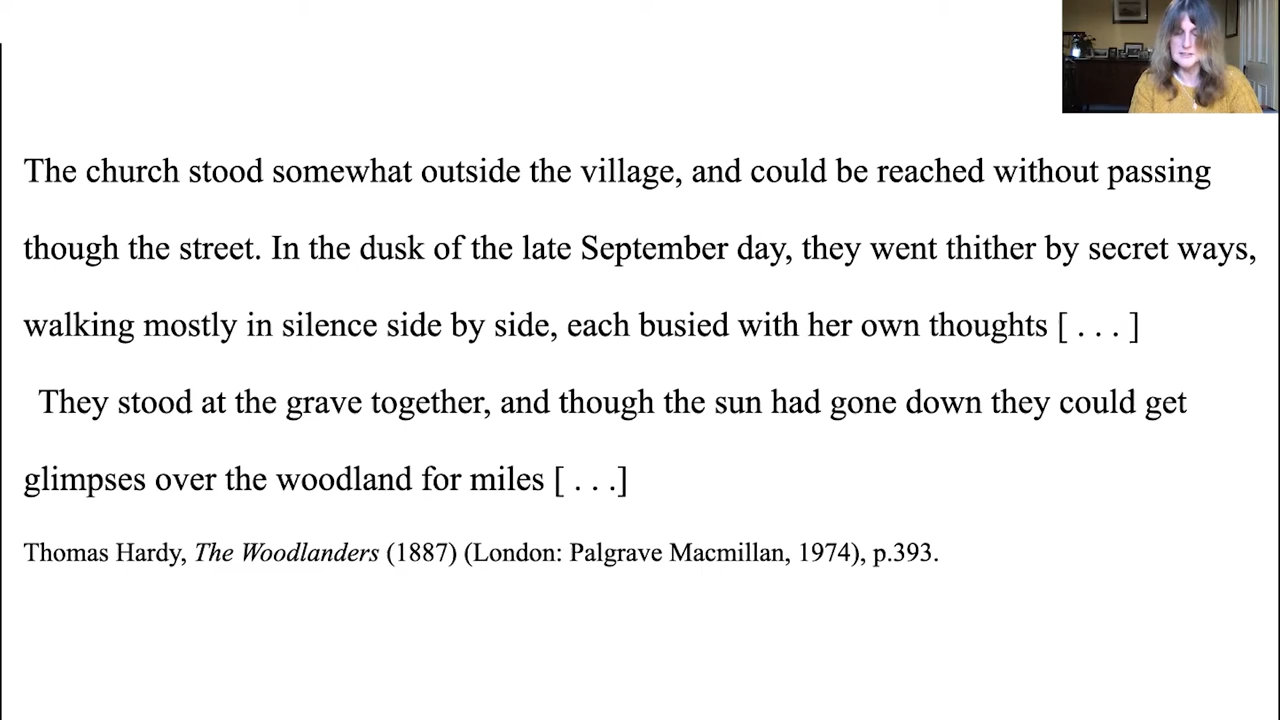 The church stood somewhat outside the village, and could be reached without passing
though the street. In the dusk of the late September day, they went thither by secret ways,
walking mostly in silence side by side, each busied with her own thoughts [ . . . ]
They stood at the grave together, and though the sun had gone down they could get
glimpses over the woodland for miles [ . . .]
Thomas Hardy, The Woodlanders (1887) (London: Palgrave Macmillan, 1974), p.393.